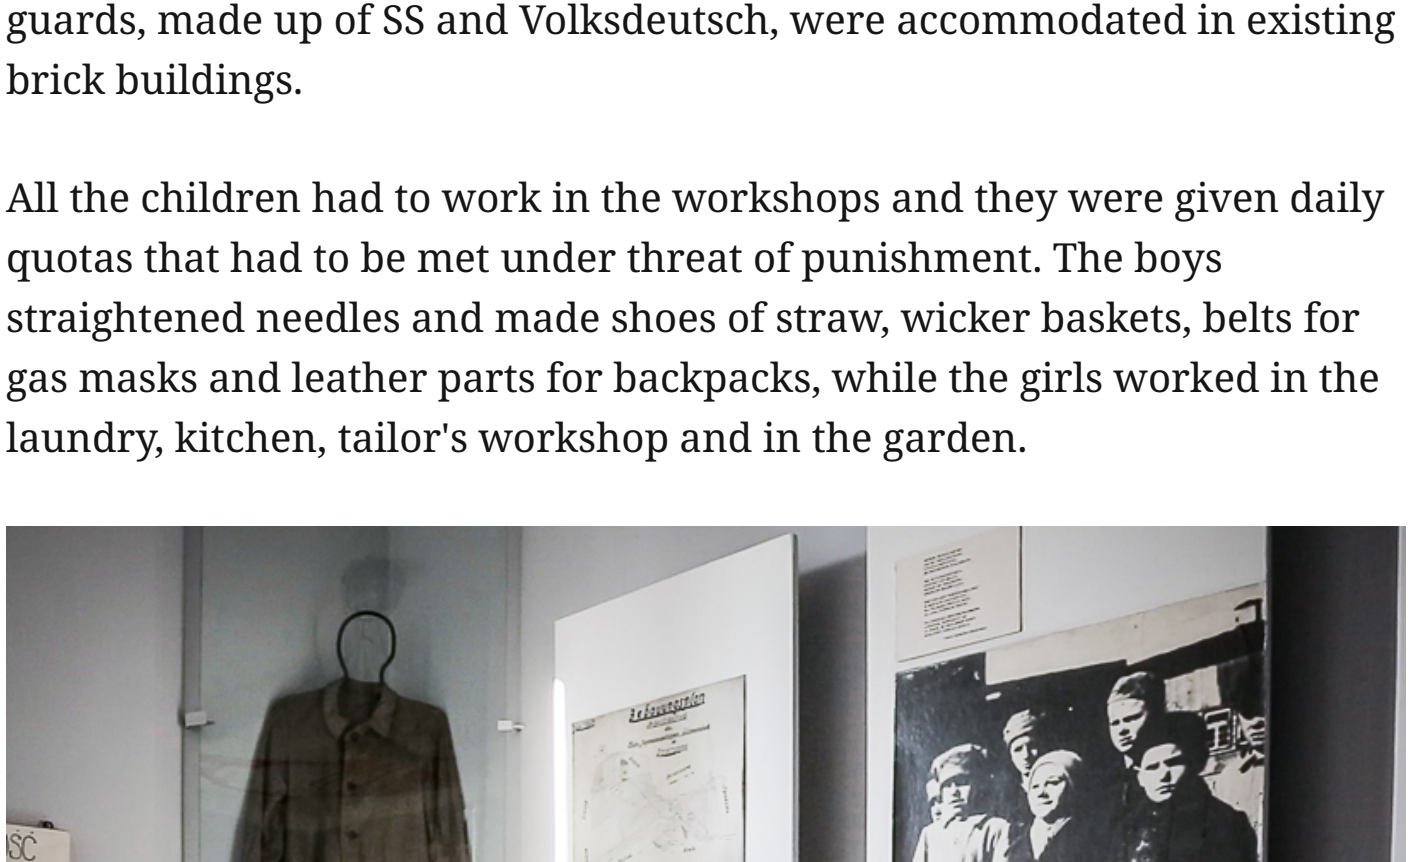 guards, made up of SS and Volksdeutsch, were accommodated in existing
brick buildings.
All the children had to work in the workshops and they were given daily
quotas that had to be met under threat of punishment. The boys
straightened needles and made shoes of straw, wicker baskets, belts for
gas masks and leather parts for backpacks, while the girls worked in the
laundry, kitchen, tailor's workshop and in the garden.
Bebauungsplan
ŚĆ